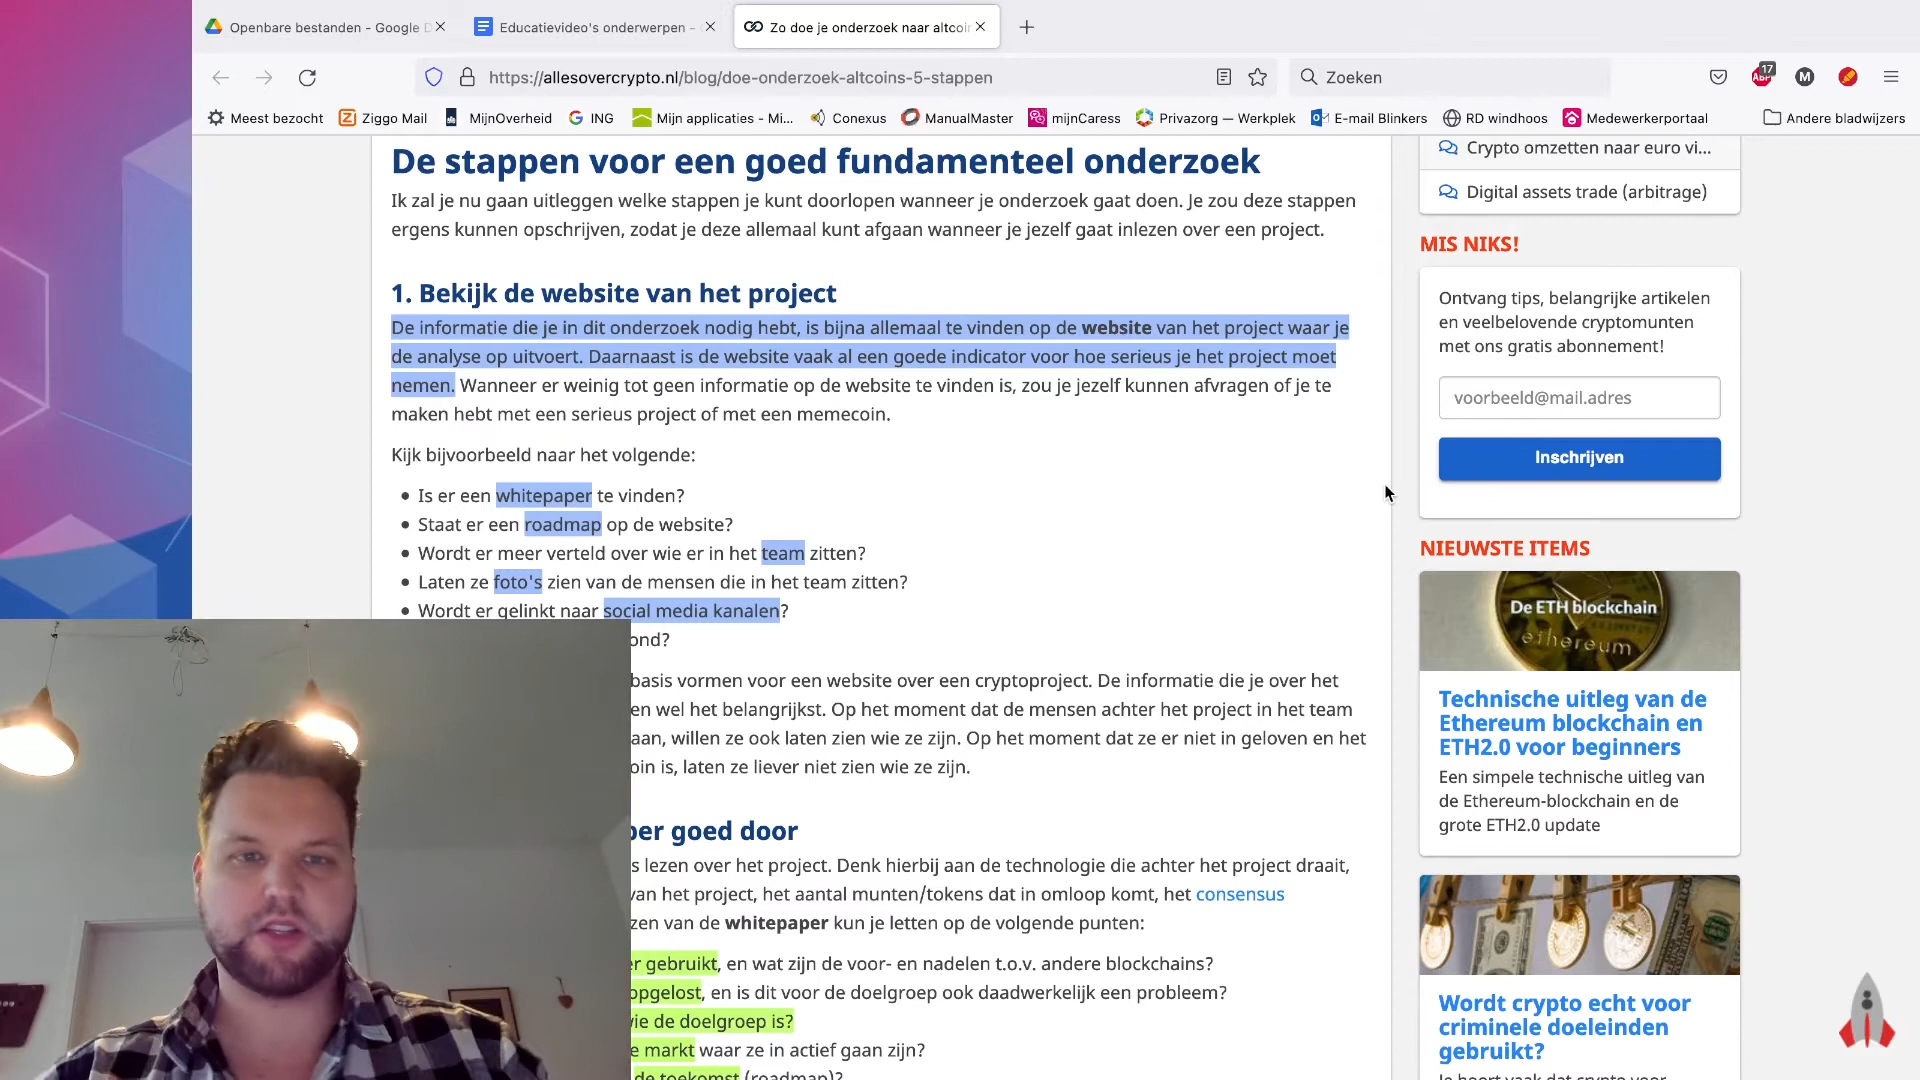 Openbare bestanden - Google D
Educatievideo's onderwerpen -
Zo doe je onderzoek naar altcoin
https://allesovercrypto.nl/blog/doe-onderzoek-altcoins-5-stappen
Zoeken
ABP
17
M
Meest bezocht
Ziggo Mail
MijnOverheid
ING
Mijn applicaties - Mi...
Conexus
ManualMaster
mijnCaress
Privazorg — Werkplek
E-mail Blinkers
RD windhoos
Medewerkerportaal
Andere bladwijzers
De stappen voor een goed fundamenteel onderzoek
Ik zal je nu gaan uitleggen welke stappen je kunt doorlopen wanneer je onderzoek gaat doen. Je zou deze stappen
ergens kunnen opschrijven, zodat je deze allemaal kunt afgaan wanneer je jezelf gaat inlezen over een project.
1. Bekijk de website van het project
De informatie die je in dit onderzoek nodig hebt, is bijna allemaal te vinden op de website van het project waar je
de analyse op uitvoert. Daarnaast is de website vaak al een goede indicator voor hoe serieus je het project moet
nemen. Wanneer er weinig tot geen informatie op de website te vinden is, zou je jezelf kunnen afvragen of je te
maken hebt met een serieus project of met een memecoin.
Kijk bijvoorbeeld naar het volgende:
Is er een whitepaper te vinden?
Staat er een roadmap op de website?
Wordt er meer verteld over wie er in het team zitten?
Laten ze foto's zien van de mensen die in het team zitten?
Wordt er gelinkt naar social media kanalen?
ond?
basis vormen voor een website over een cryptoproject. De informatie die je over het
en wel het belangrijkst. Op het moment dat de mensen achter het project in het team
aan, willen ze ook laten zien wie ze zijn. Op het moment dat ze er niet in geloven en het
oin is, laten ze liever niet zien wie ze zijn.
per goed door
s lezen over het project. Denk hierbij aan de technologie die achter het project draait,
van het project, het aantal munten/tokens dat in omloop komt, het consensus
zen van de whitepaper kun je letten op de volgende punten:
er gebruikt, en wat zijn de voor- en nadelen t.o.v. andere blockchains?
opgelost, en is dit voor de doelgroep ook daadwerkelijk een probleem?
wie de doelgroep is?
e markt waar ze in actief gaan zijn?
de toekomst (roadmap)?
Crypto omzetten naar euro vi...
Digital assets trade (arbitrage)
MIS NIKS!
Ontvang tips, belangrijke artikelen
en veelbelovende cryptomunten
met ons gratis abonnement!
voorbeeld@mail.adres
Inschrijven
NIEUWSTE ITEMS
De ETH blockchain
ethereum
Technische uitleg van de
Ethereum blockchain en
ETH2.0 voor beginners
Een simpele technische uitleg van
de Ethereum-blockchain en de
grote ETH2.0 update
Wordt crypto echt voor
criminele doeleinden
gebruikt?
Je hoort vaak dat crypto voor